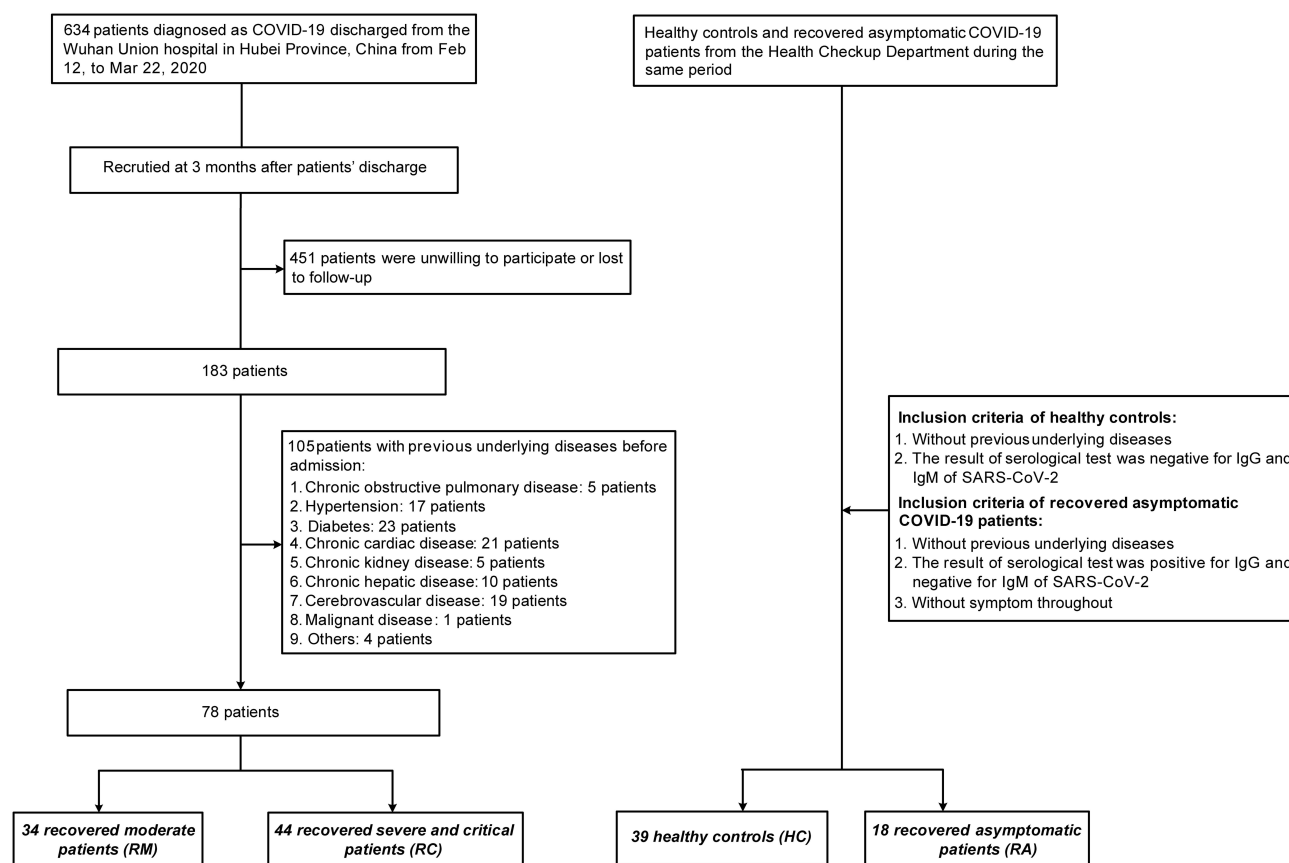 634 patients diagnosed as COVID-19 discharged from the
Wuhan Union hospital in Hubei Province, China from Feb
12, to Mar 22, 2020
Recrutied at 3 months after patients’ discharge
451 patients were unwilling to participate or lost
to follow-up
183 patients
105 patients with previous underlying diseases before
admission:
1. Chronic obstructive pulmonary disease: 5 patients
2. Hypertension: 17 patients
3. Diabetes: 23 patients
4. Chronic cardiac disease: 21 patients
5. Chronic kidney disease: 5 patients
6. Chronic hepatic disease: 10 patients
7. Cerebrovascular disease: 19 patients
8. Malignant disease: 1 patients
9. Others: 4 patients
78 patients
34 recovered moderate
patients (RM)
44 recovered severe and critical
patients (RC)
Healthy controls and recovered asymptomatic COVID-19
patients from the Health Checkup Department during the
same period
Inclusion criteria of healthy controls:
1. Without previous underlying diseases
2. The result of serological test was negative for IgG and
IgM of SARS-CoV-2
Inclusion criteria of recovered asymptomatic
COVID-19 patients:
1. Without previous underlying diseases
2. The result of serological test was positive for IgG and
negative for IgM of SARS-CoV-2
3. Without symptom throughout
39 healthy controls (HC)
18 recovered asymptomatic
patients (RA)